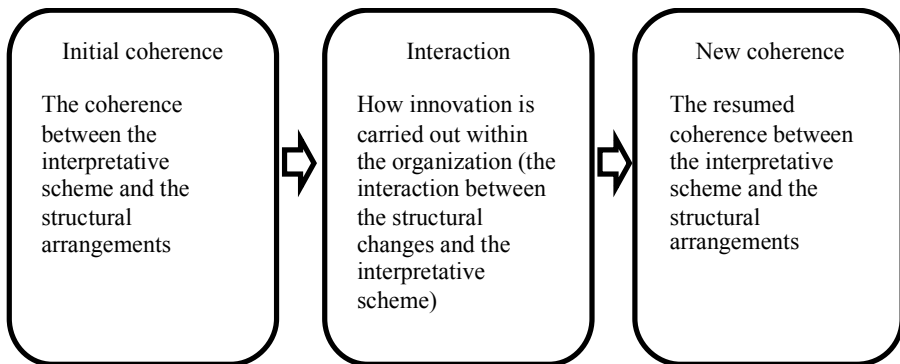 Initial coherence
The coherence
between the
interpretative
scheme and the
structural
arrangements
Interaction
How innovation is
carried out within
the organization (the
interaction between
the structural
changes and the
interpretative
scheme)
New coherence
The resumed
coherence between
the interpretative
scheme and the
structural
arrangements